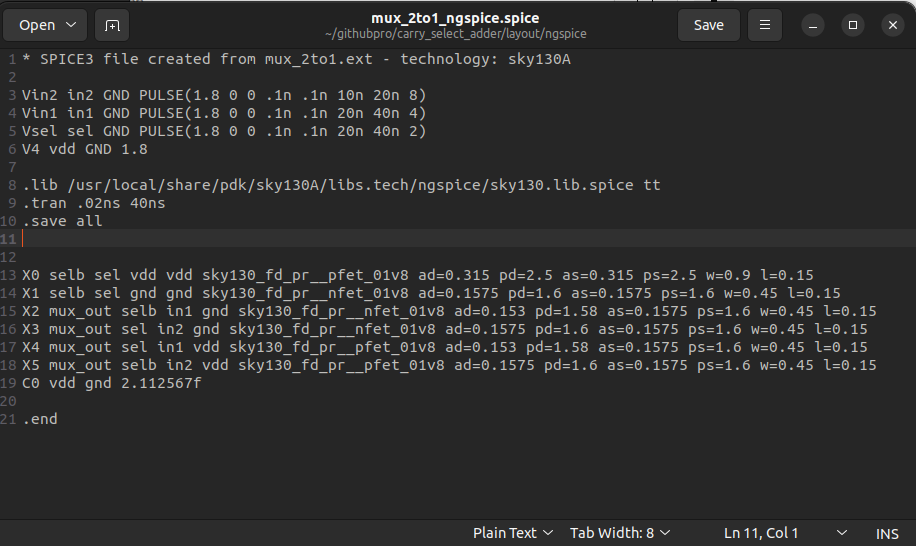 Open
mux_2to1_ngspice.spice
~/githubpro/carry_select_adder/layout/ngspice
Save
1 * SPICE3 file created from mux_2to1.ext - technology: sky130A
2
3 Vin2 in2 GND PULSE(1.8 0 0 .1n .1n 10n 20n 8)
4 Vin1 in1 GND PULSE(1.8 0 0 .1n .1n 20n 40n 4)
5 Vsel sel GND PULSE(1.8 0 0 .1n .1n 20n 40n 2)
6 V4 vdd GND 1.8
7
8 .lib /usr/local/share/pdk/sky130A/libs.tech/ngspice/sky130.lib.spice tt
9 .tran .02ns 40ns
10 .save all
11
12
13 X0 selb sel vdd vdd sky130_fd_pr__pfet_01v8 ad=0.315 pd=2.5 as=0.315 ps=2.5 w=0.9 l=0.15
14 X1 selb sel gnd gnd sky130_fd_pr__nfet_01v8 ad=0.1575 pd=1.6 as=0.1575 ps=1.6 w=0.45 l=0.15
15 X2 mux_out selb in1 gnd sky130_fd_pr__nfet_01v8 ad=0.153 pd=1.58 as=0.1575 ps=1.6 w=0.45 l=0.15
16 X3 mux_out sel in2 gnd sky130_fd_pr__nfet_01v8 ad=0.1575 pd=1.6 as=0.1575 ps=1.6 w=0.45 l=0.15
17 X4 mux_out sel in1 vdd sky130_fd_pr__pfet_01v8 ad=0.153 pd=1.58 as=0.1575 ps=1.6 w=0.45 l=0.15
18 X5 mux_out selb in2 vdd sky130_fd_pr__pfet_01v8 ad=0.1575 pd=1.6 as=0.1575 ps=1.6 w=0.45 l=0.15
19 C0 vdd gnd 2.112567f
20
21 .end
Plain Text Tab Width: 8 Ln 11, Col 1 INS